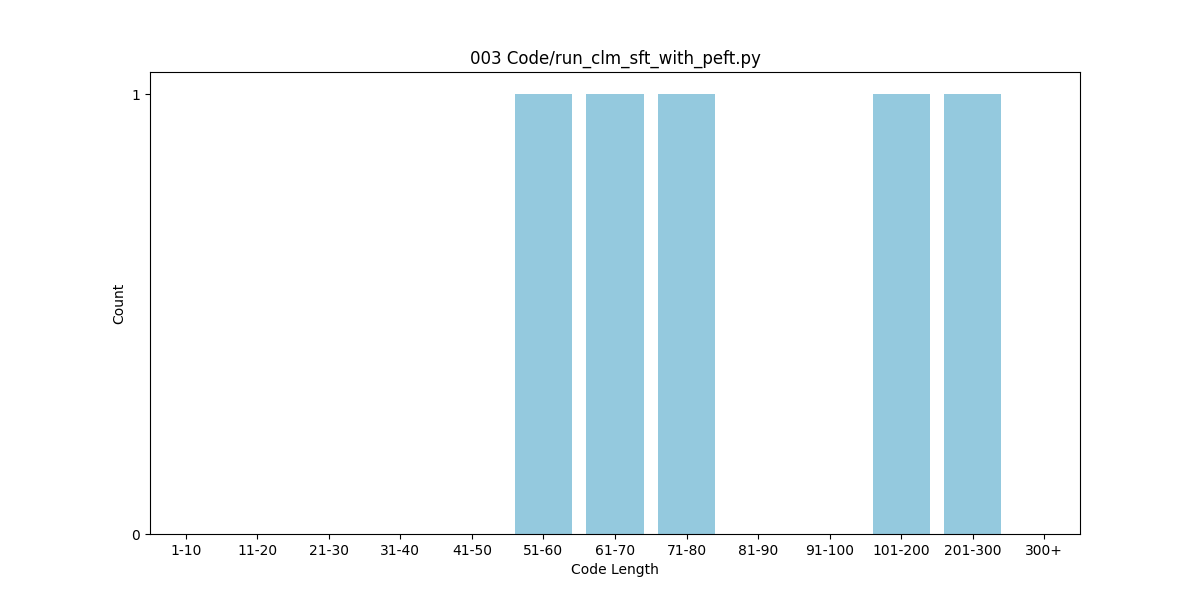 003 Code/run_clm_sft_with_peft.py
1
Count
0
1-10 11-20 21-30 31-40 41-50 51-60 61-70 71-80 81-90 91-100 101-200 201-300 300+
Code Length